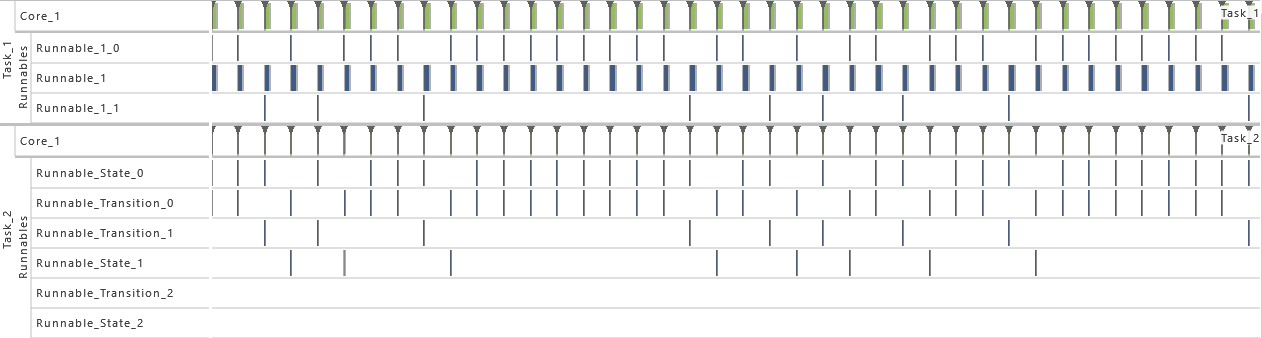 Core_1
Task_1
Task_1
Runnables
Runnable_1_0
Runnable_1
Runnable_1_1
Core_1
Task_2
Task_2
Runnables
Runnable_State_0
Runnable_Transition_0
Runnable_Transition_1
Runnable_State_1
Runnable_Transition_2
Runnable_State_2